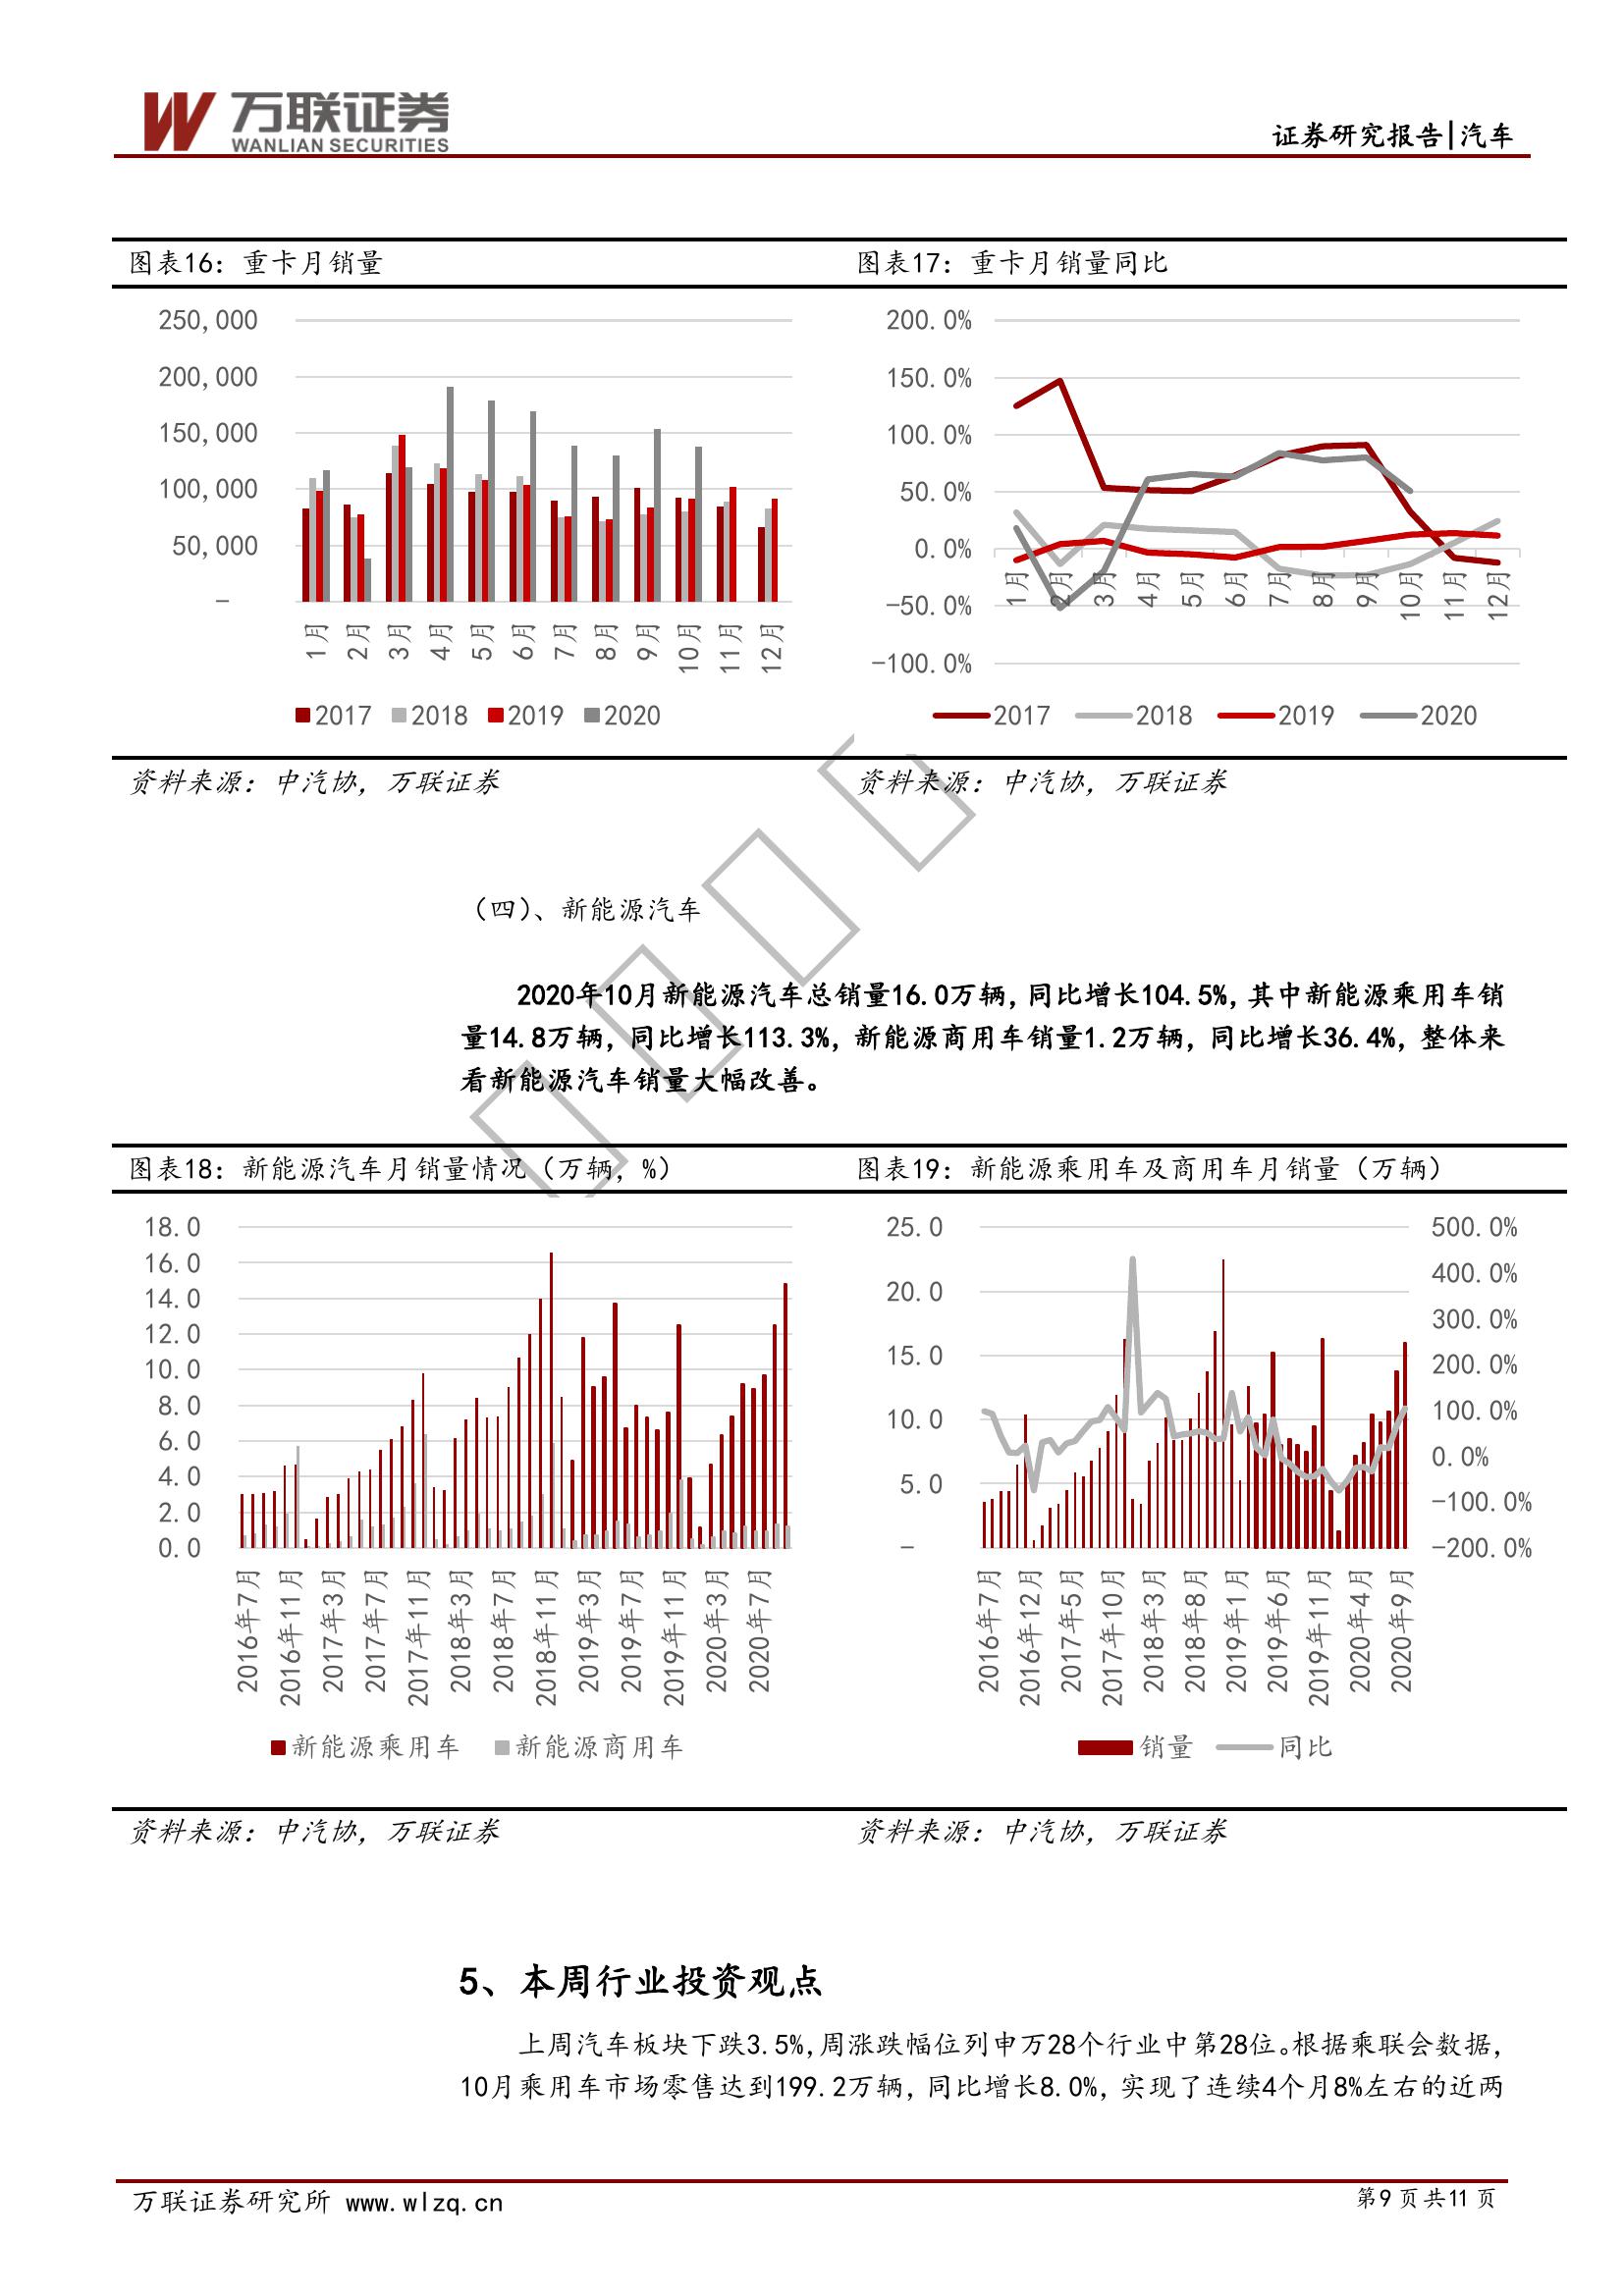 万联证券
WANLIAN SECURITIES
证券研究报告|汽车
图表16：重卡月销量
图表17：重卡月销量同比
250,000
200,000
150,000
100,000
50,000
-
1月 2月 3月 4月 5月 6月 7月 8月 9月 10月 11月 12月
2017 2018 2019 2020
200.0%
150.0%
100.0%
50.0%
0.0%
-50.0%
-100.0%
1月 2月 3月 4月 5月 6月 7月 8月 9月 10月 11月 12月
2017 2018 2019 2020
资料来源：中汽协，万联证券
资料来源：中汽协，万联证券
（四）、新能源汽车
2020年10月新能源汽车总销量16.0万辆，同比增长104.5%，其中新能源乘用车销
量14.8万辆，同比增长113.3%，新能源商用车销量1.2万辆，同比增长36.4%，整体来
看新能源汽车销量大幅改善。
图表18：新能源汽车月销量情况（万辆，%）
图表19：新能源乘用车及商用车月销量（万辆）
18.0
16.0
14.0
12.0
10.0
8.0
6.0
4.0
2.0
0.0
2016年7月 2016年11月 2017年3月 2017年7月 2017年11月 2018年3月 2018年7月 2018年11月 2019年3月 2019年7月 2019年11月 2020年3月 2020年7月
新能源乘用车 新能源商用车
25.0
20.0
15.0
10.0
5.0
-
500.0%
400.0%
300.0%
200.0%
100.0%
0.0%
-100.0%
-200.0%
2016年7月 2016年12月 2017年5月 2017年10月 2018年3月 2018年8月 2019年1月 2019年6月 2019年11月 2020年4月 2020年9月
销量 同比
资料来源：中汽协，万联证券
资料来源：中汽协，万联证券
5、本周行业投资观点
上周汽车板块下跌3.5%，周涨跌幅位列申万28个行业中第28位。根据乘联会数据，
10月乘用车市场零售达到199.2万辆，同比增长8.0%，实现了连续4个月8%左右的近两
万联证券研究所 www.wlzq.cn
第9页共11页